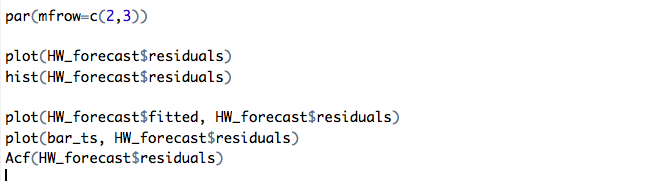 par(mfrow=c(2,3))
plot(HW_forecast$residuals)
hist(HW_forecast$residuals)
plot(HW_forecast$fitted, HW_forecast$residuals)
plot(bar_ts, HW_forecast$residuals)
Acf(HW_forecast$residuals)